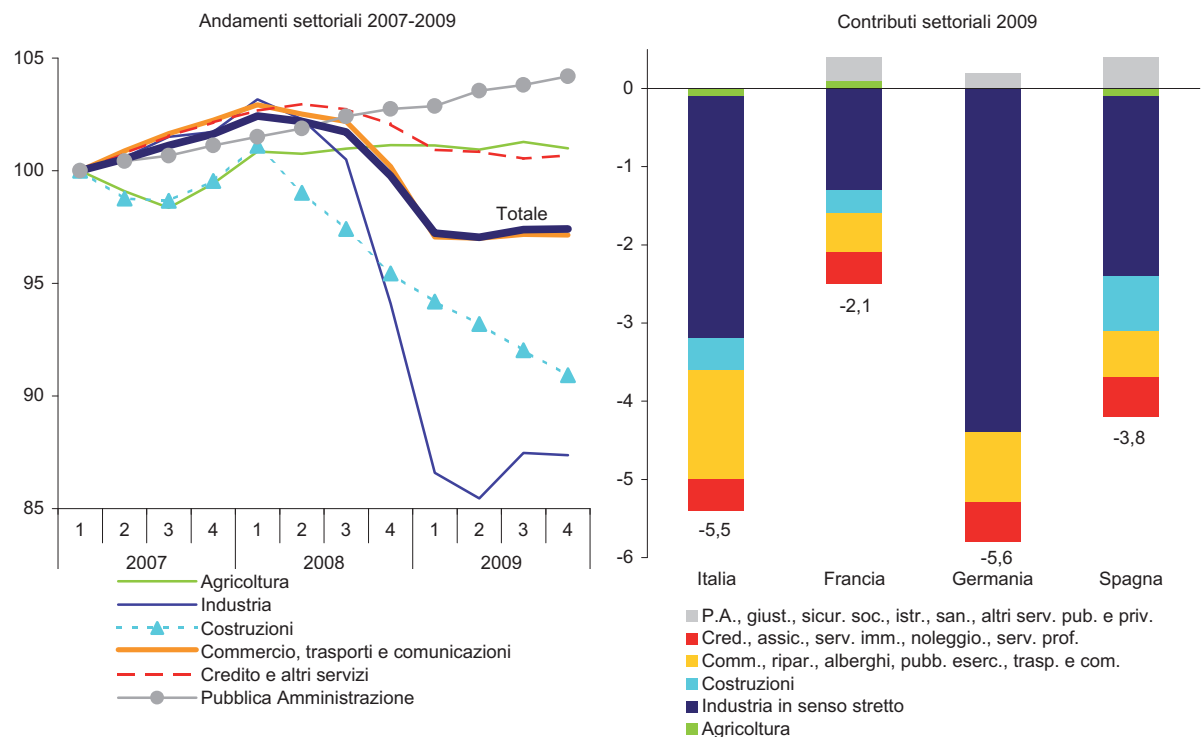 Andamenti settoriali 2007-2009
105
100
95
90
85
Totale
1 2 3 4 1 2 3 4 1 2 3 4
2007 2008 2009
Agricoltura
Industria
Costruzioni
Commercio, trasporti e comunicazioni
Credito e altri servizi
Pubblica Amministrazione
Contributi settoriali 2009
0
-1
-2
-3
-4
-5
-6
-5,5
-2,1
-5,6
-3,8
Italia Francia Germania Spagna
P.A., giust., sicur. soc., istr., san., altri serv. pub. e priv.
Cred., assic., serv. imm., noleggio., serv. prof.
Comm., ripar., alberghi, pubb. eserc., trasp. e com.
Costruzioni
Industria in senso stretto
Agricoltura